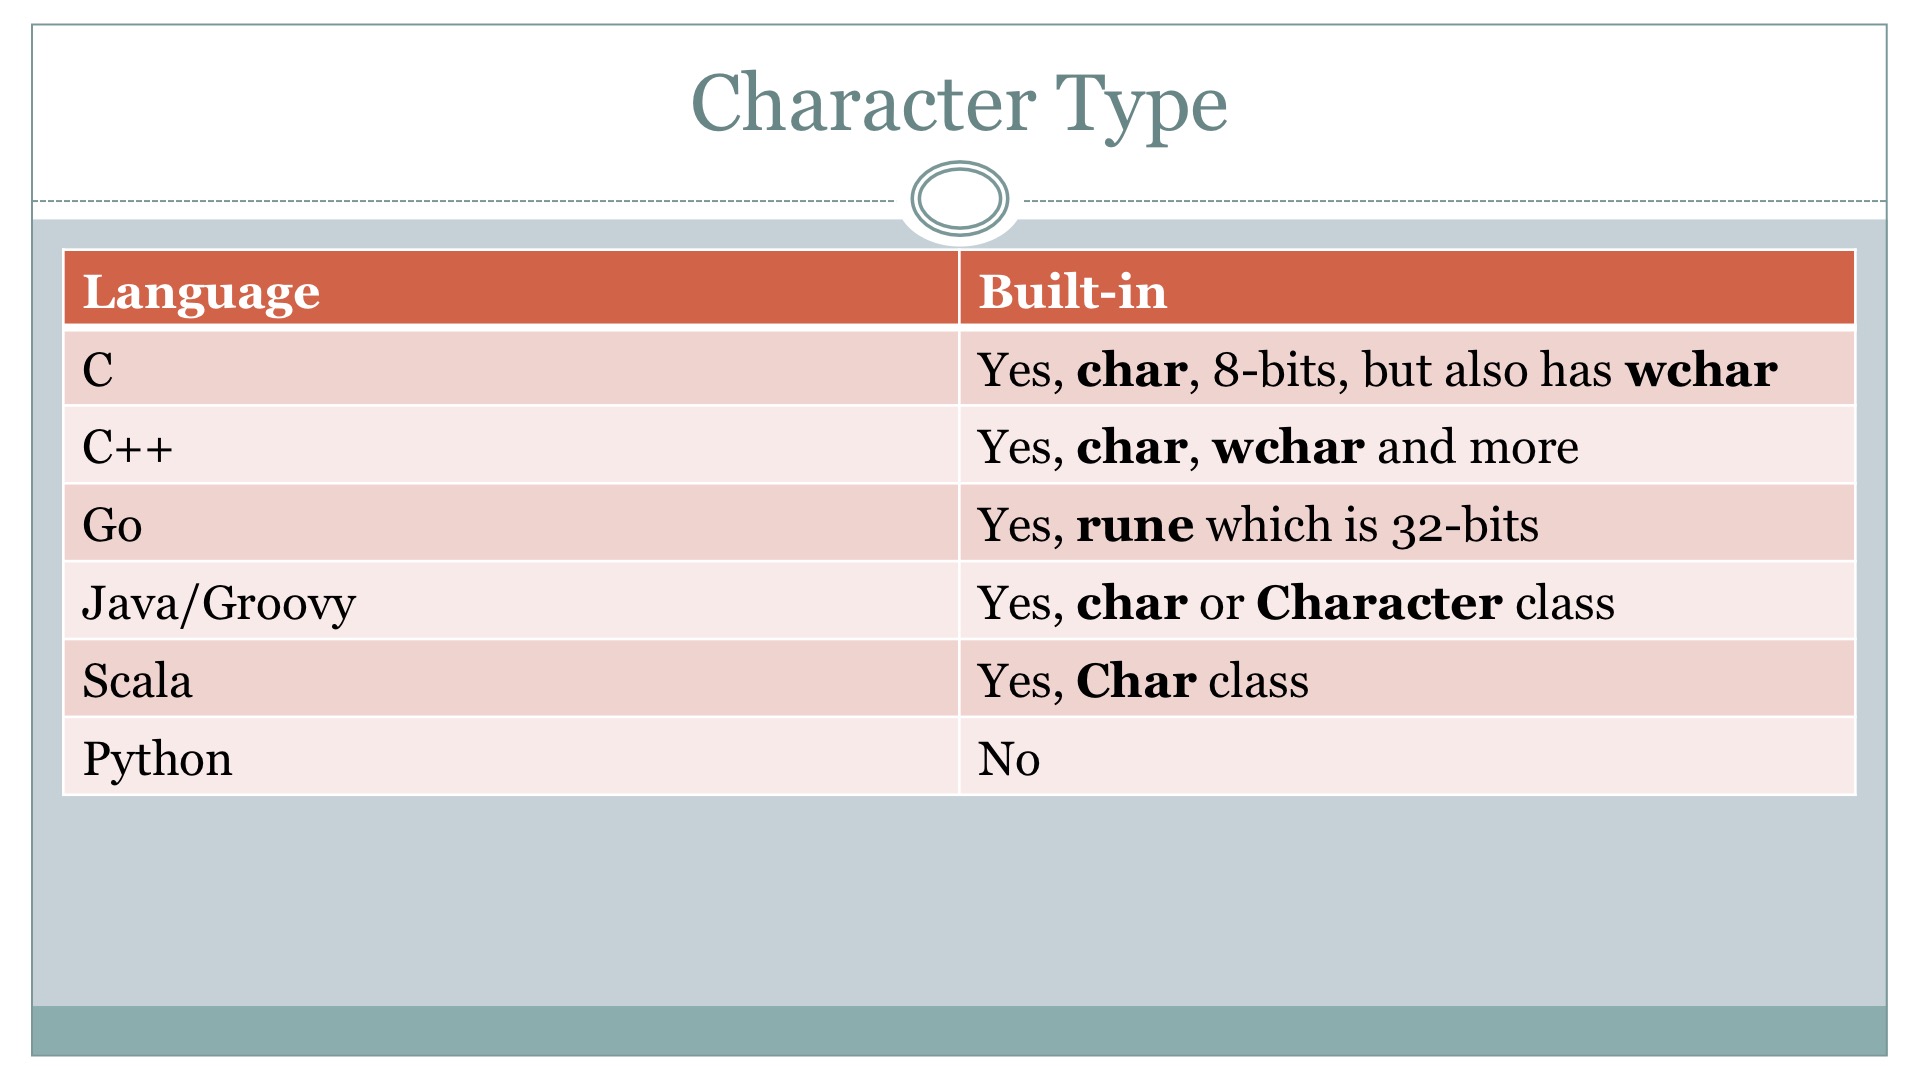 Character Type
Language Built-in
C Yes, char, 8-bits, but also has wchar
C++ Yes, char, wchar and more
Go Yes, rune which is 32-bits
Java/Groovy Yes, char or Character class
Scala Yes, Char class
Python No